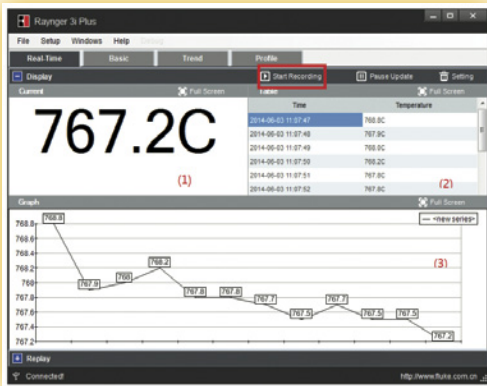 Raynger 3i Plus
File Setup Windows Help
Real-Time Basic Trend Profile
Display Start Recording Pause Update Setting
Current Full Screen Table Full Screen
767.2C
(1)
Time Temperature
2014-06-03 11:07:47 768.8C
2014-06-03 11:07:48 767.9C
2014-06-03 11:07:49 768.0C
2014-06-03 11:07:50 768.2C
2014-06-03 11:07:51 767.8C
2014-06-03 11:07:52 767.8C
(2)
Graph Full Screen
<new series>
(3)
768.8
768.6
768.4
768.2
768
767.8
767.6
767.4
767.2
768.8
767.9
768
768.2
767.8
767.8
767.7
767.5
767.7
767.5
767.5
767.2
Replay
Connected! http://www.fluke.com.cn